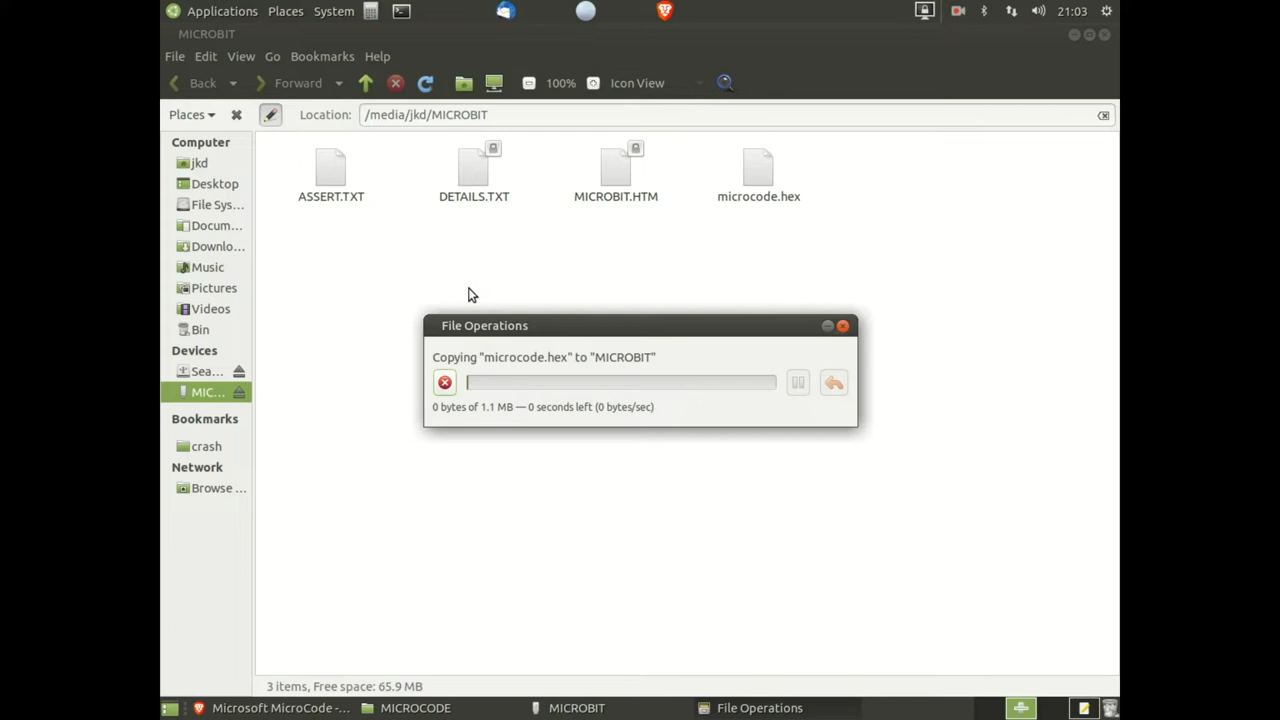 Applications Places System 21:03
MICROBIT
File Edit View Go Bookmarks Help
Back Forward 100% Icon View
Places Location: /media/jkd/MICROBIT
Computer
jkd
Desktop
File Sys...
Docum...
Downlo...
Music
Pictures
Videos
Bin
Devices
Sea...
MIC...
Bookmarks
crash
Network
Browse ...
ASSERT.TXT DETAILS.TXT MICROBIT.HTM microcode.hex
File Operations
Copying "microcode.hex" to "MICROBIT"
0 bytes of 1.1 MB — 0 seconds left (0 bytes/sec)
3 items, Free space: 65.9 MB
Microsoft MicroCode -... MICROCODE MICROBIT File Operations